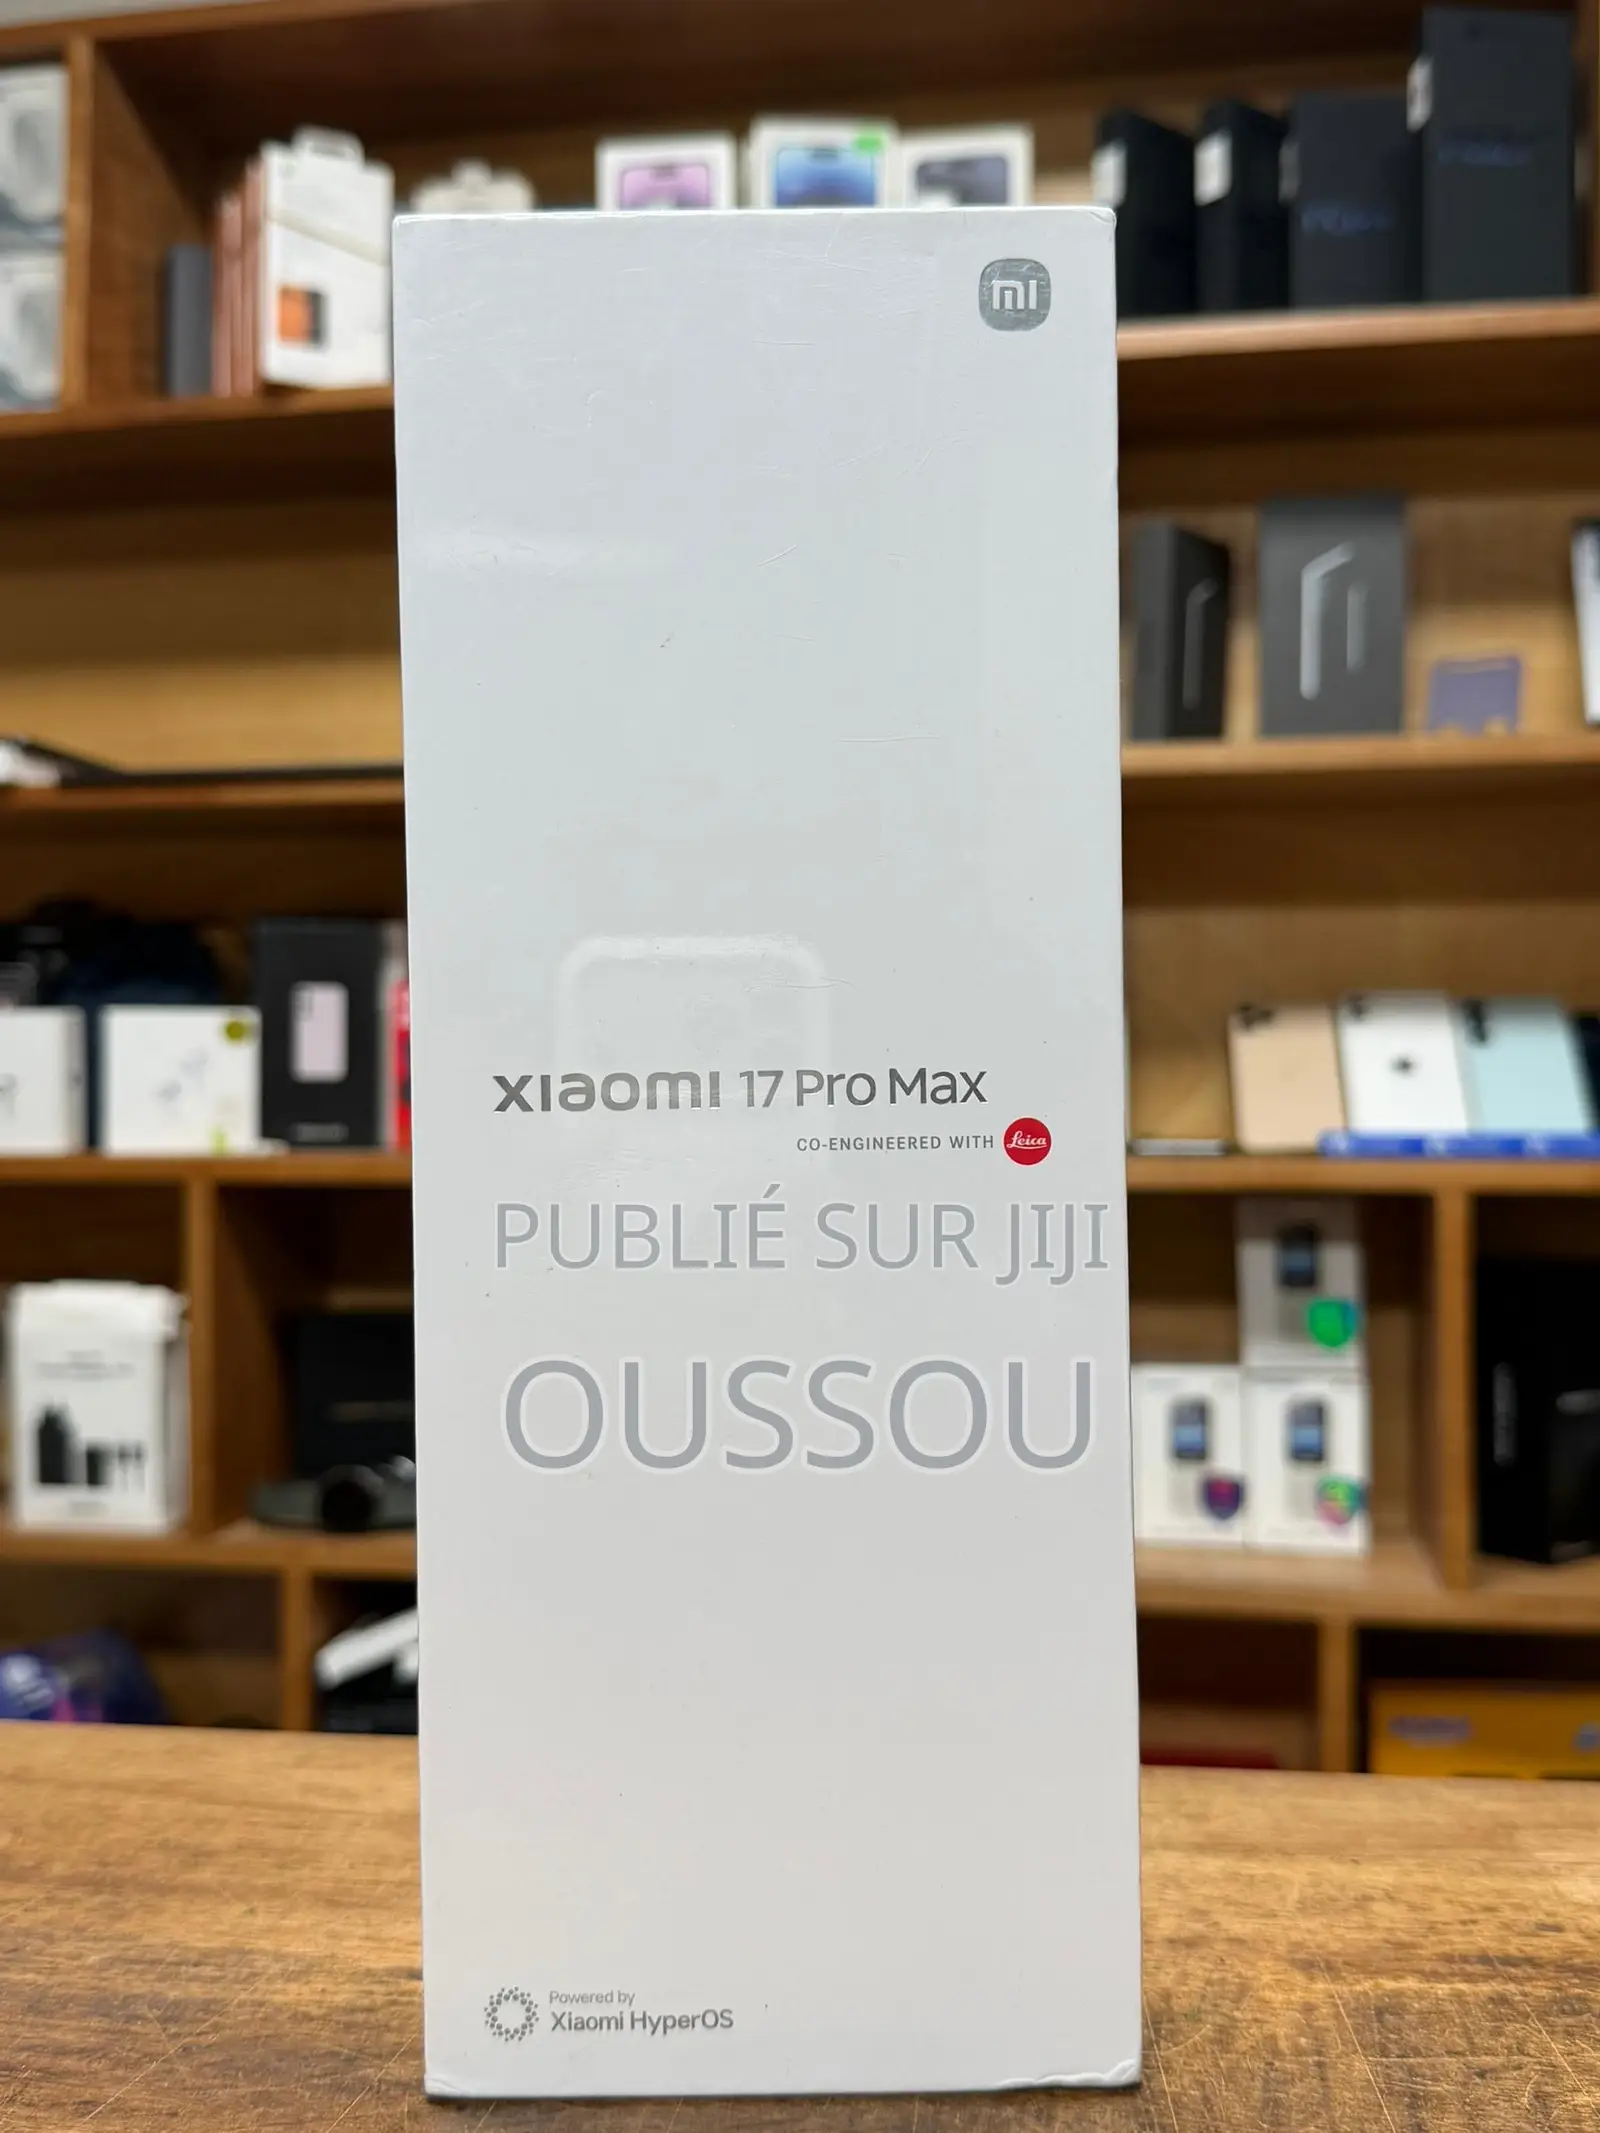 mi
xiaomi 17 Pro Max
CO-ENGINEERED WITH Leica
PUBLIÉ SUR JIJI
OUSSOU
Powered by
Xiaomi HyperOS